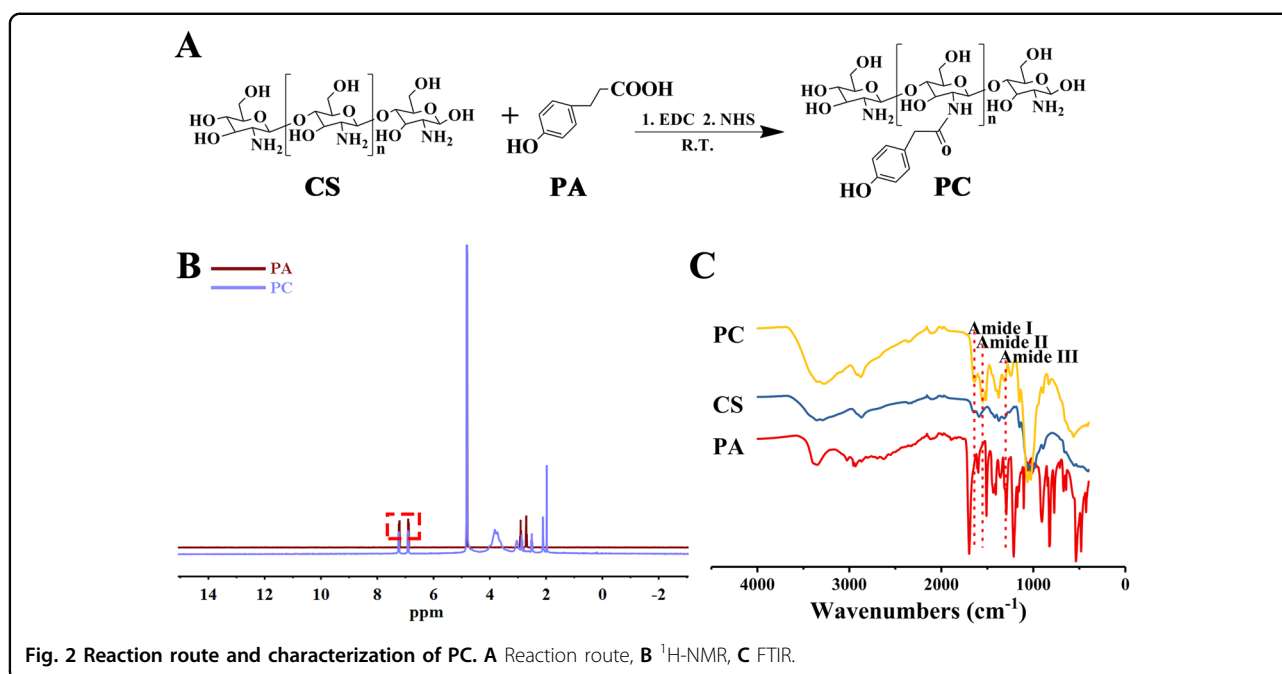 A
OH OH OH
HO O O O OH
HO HO HO
NH₂ NH₂ n NH₂
CS
+
COOH
HO
PA
1. EDC 2. NHS
R.T.
OH OH OH
HO O O O OH
HO HO HO
NH₂ NH n NH₂
O
HO
PC
B
PA
PC
14 12 10 8 6 4 2 0 -2
ppm
C
PC
CS
PA
Amide I
Amide II
Amide III
4000 3000 2000 1000 0
Wavenumbers (cm⁻¹)
Fig. 2 Reaction route and characterization of PC. A Reaction route, B ¹H-NMR, C FTIR.